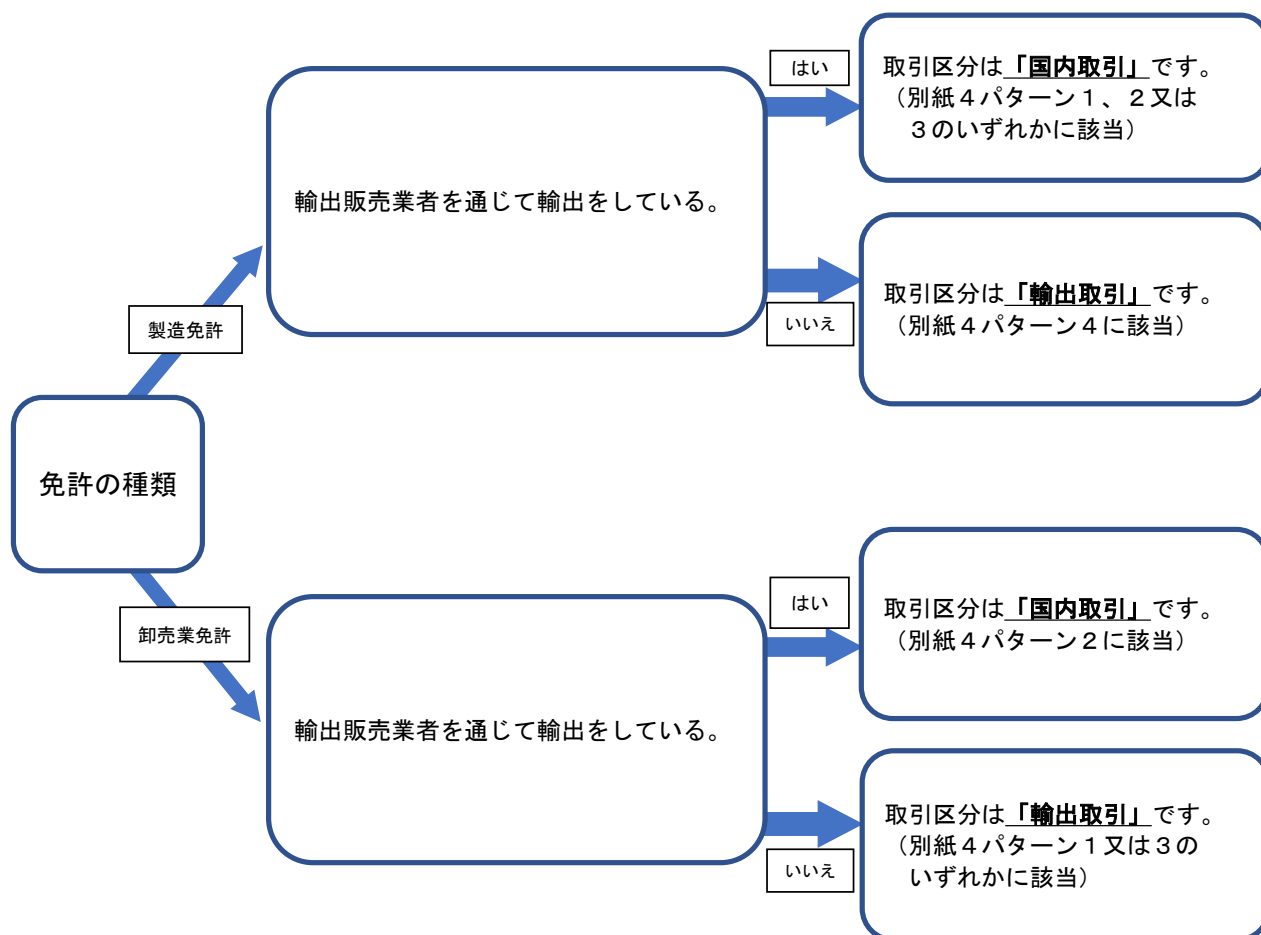 免許の種類
製造免許
輸出販売業者を通じて輸出をしている。
はい
取引区分は「国内取引」です。
（別紙４パターン１、２又は
３のいずれかに該当）
いいえ
取引区分は「輸出取引」です。
（別紙４パターン４に該当）
卸売業免許
輸出販売業者を通じて輸出をしている。
はい
取引区分は「国内取引」です。
（別紙４パターン２に該当）
いいえ
取引区分は「輸出取引」です。
（別紙４パターン１又は３の
いずれかに該当）